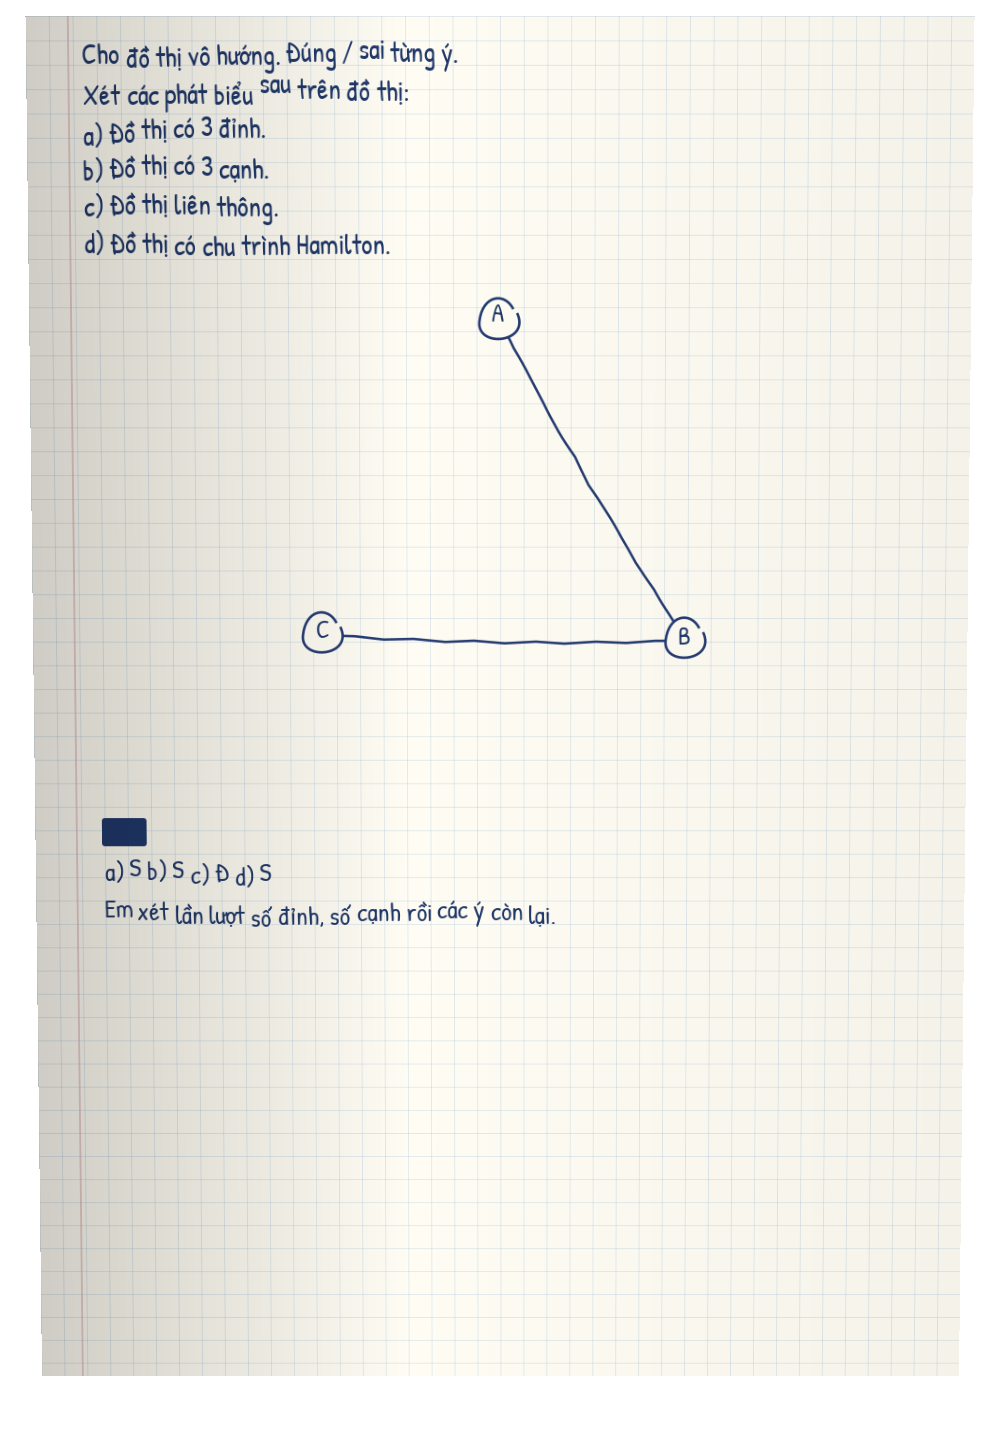 Cho đồ thị vô hướng. Đúng / sai từng ý.
Xét các phát biểu sau trên đồ thị:
a) Đồ thị có 3 đỉnh.
b) Đồ thị có 3 cạnh.
c) Đồ thị liên thông.
d) Đồ thị có chu trình Hamilton.
A
C
B
a) S b) S c) Đ d) S
Em xét lần lượt số đỉnh, số cạnh rồi các ý còn lại.